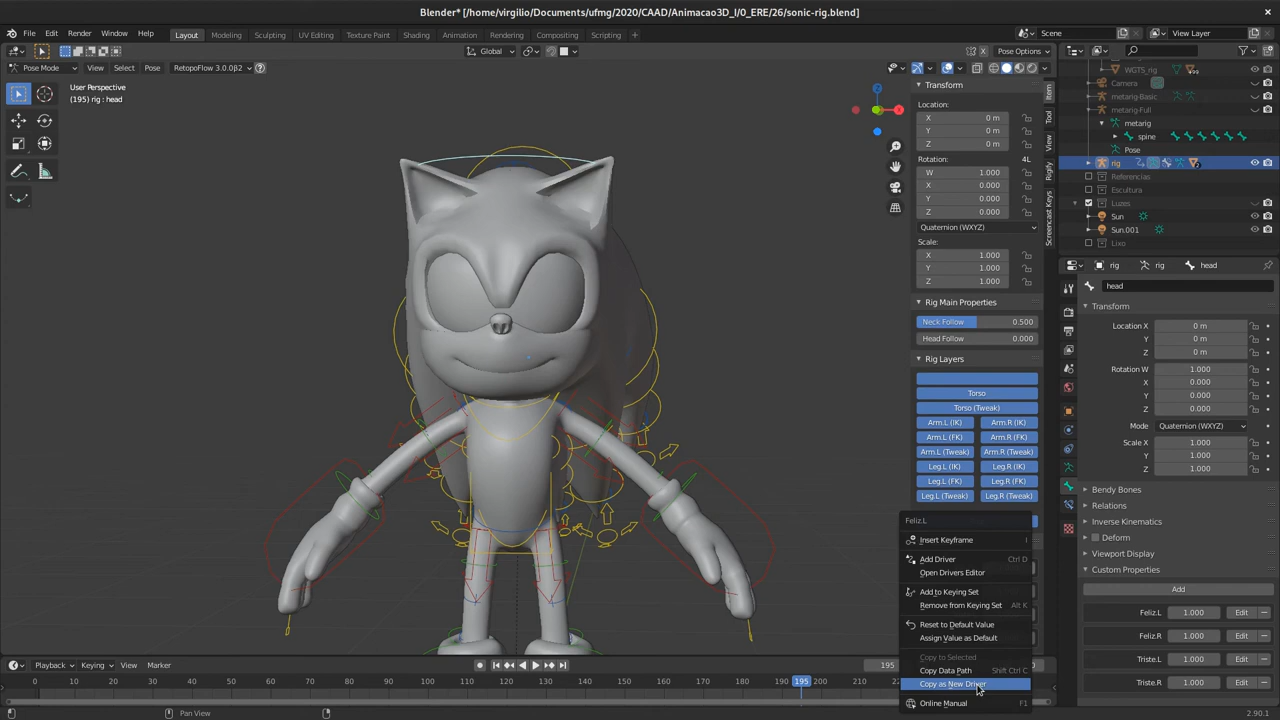 Blender* [/home/virgilio/Documents/ufmg/2020/CAAD/Animacao3D_I/0_ERE/26/sonic-rig.blend]
File Edit Render Window Help Layout Modeling Sculpting UV Editing Texture Paint Shading Animation Rendering Compositing Scripting + Scene View Layer
Global Pose Options
Pose Mode View Select Pose RetopoFlow 3.0.0β2
User Perspective
(195) rig : head
Transform
Location:
X 0 m
Y 0 m
Z 0 m
Rotation: 4L
W 1.000
X 0.000
Y 0.000
Z 0.000
Quaternion (WXYZ)
Scale:
X 1.000
Y 1.000
Z 1.000
Rig Main Properties
Neck Follow 0.500
Head Follow 0.000
Rig Layers
Torso
Torso (Tweak)
Arm.L (IK) Arm.R (IK)
Arm.L (FK) Arm.R (FK)
Arm.L (Tweak) Arm.R (Tweak)
Leg.L (IK) Leg.R (IK)
Leg.L (FK) Leg.R (FK)
Leg.L (Tweak) Leg.R (Tweak)
Item
Tool
View
Rigify
Screencast Keys
Feliz.L
Insert Keyframe I
Add Driver Ctrl D
Open Drivers Editor
Add to Keying Set
Remove from Keying Set Alt K
Reset to Default Value
Assign Value as Default
Copy to Selected
Copy Data Path Shift Ctrl C
Copy as New Driver
Online Manual F1
WGTS_rig
Camera
metarig-Basic
metarig-Full
metarig
spine
Pose
rig
Referencias
Escultura
Luzes
Sun
Sun.001
Lixo
rig rig head
head
Transform
Location X 0 m
Y 0 m
Z 0 m
Rotation W 1.000
X 0.000
Y 0.000
Z 0.000
Mode Quaternion (WXYZ)
Scale X 1.000
Y 1.000
Z 1.000
Bendy Bones
Relations
Inverse Kinematics
Deform
Viewport Display
Custom Properties
Add
Feliz.L 1.000 Edit
Feliz.R 1.000 Edit
Triste.L 1.000 Edit
Triste.R 1.000 Edit
Playback Keying View Marker 195
0 10 20 30 40 50 60 70 80 90 100 110 120 130 140 150 160 170 180 190 195 200 210
Pan View 2.90.1